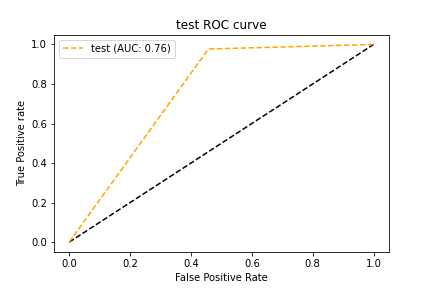 test ROC curve
test (AUC: 0.76)
True Positive rate
1.0
0.8
0.6
0.4
0.2
0.0
0.0 0.2 0.4 0.6 0.8 1.0
False Positive Rate